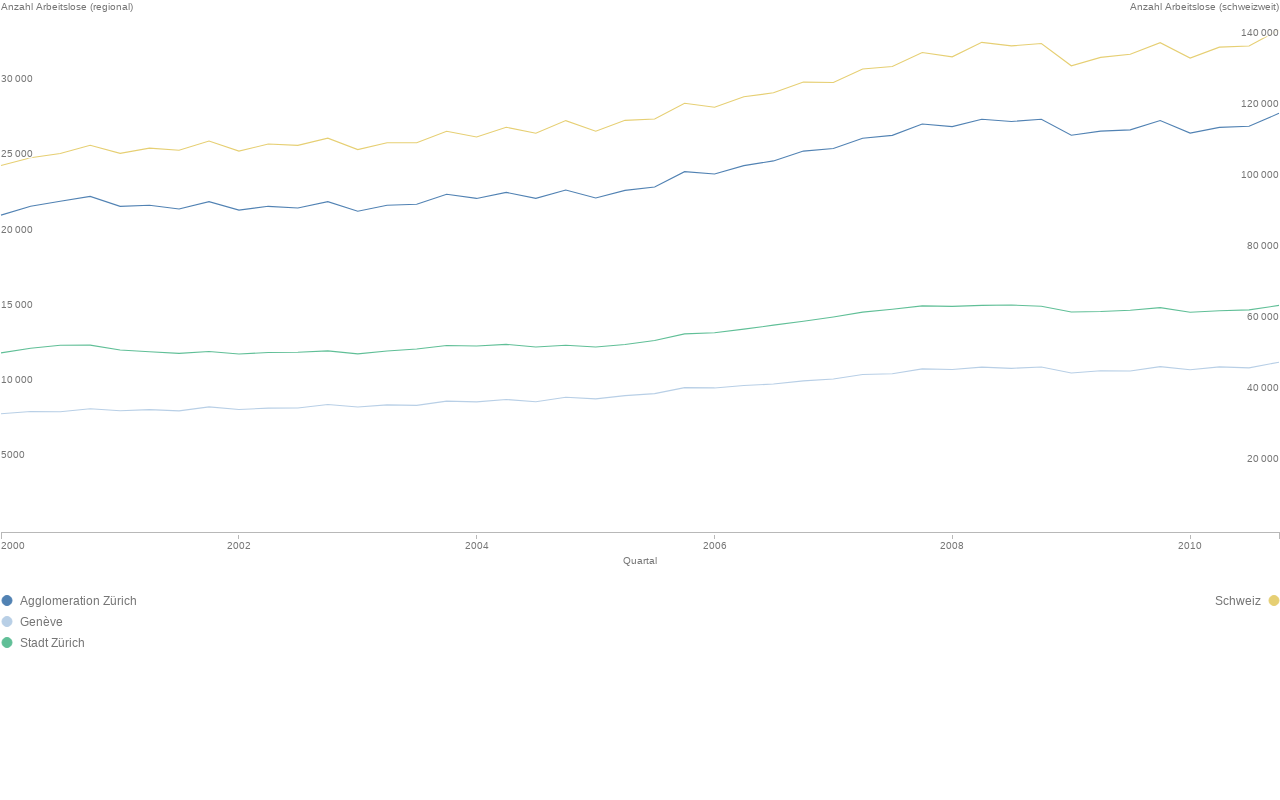 Anzahl Arbeitslose (regional)
Anzahl Arbeitslose (schweizweit)
140 000
30 000
120 000
25 000
100 000
20 000
80 000
15 000
60 000
10 000
40 000
5000
20 000
2000 2002 2004 2006 2008 2010
Quartal
Agglomeration Zürich
Schweiz
Genève
Stadt Zürich